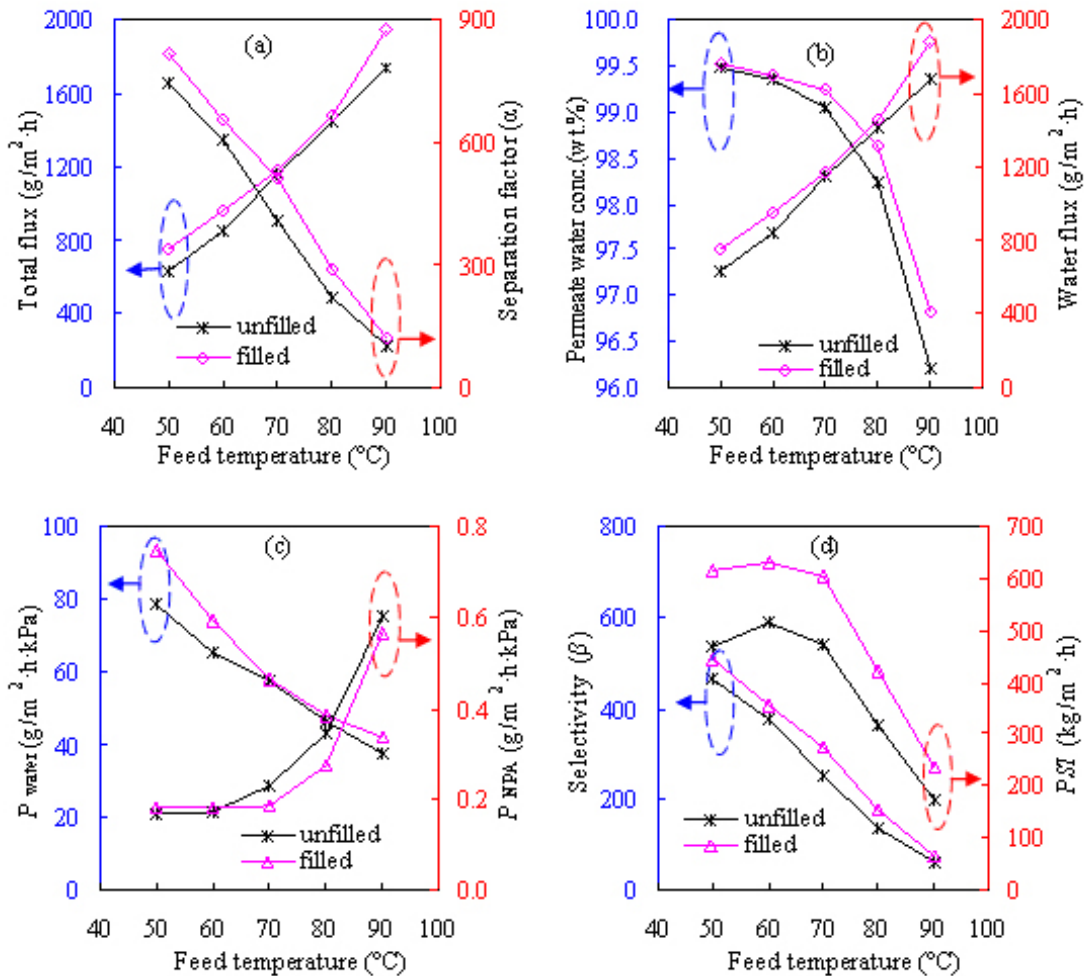 (a)
Total flux (g/m²·h)
2000
1600
1200
800
400
0
900
600
300
0
Separation factor (α)
unfilled
filled
40 50 60 70 80 90 100
Feed temperature (°C)
(b)
Permeate water conc.(wt.%)
100.0
99.5
99.0
98.5
98.0
97.5
97.0
96.5
96.0
2000
1600
1200
800
400
0
Water flux (g/m²·h)
unfilled
filled
40 50 60 70 80 90 100
Feed temperature (°C)
(c)
P water (g/m²·h·kPa)
100
80
60
40
20
0
0.8
0.6
0.4
0.2
0.0
P NPA (g/m²·h·kPa)
unfilled
filled
40 50 60 70 80 90 100
Feed temperature (°C)
(d)
Selectivity (β)
800
600
400
200
0
700
600
500
400
300
200
100
0
PSI (kg/m²·h)
unfilled
filled
40 50 60 70 80 90 100
Feed temperature (°C)